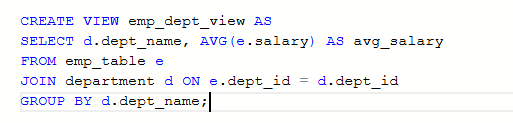 CREATE VIEW emp_dept_view AS
SELECT d.dept_name, AVG(e.salary) AS avg_salary
FROM emp_table e
JOIN department d ON e.dept_id = d.dept_id
GROUP BY d.dept_name;